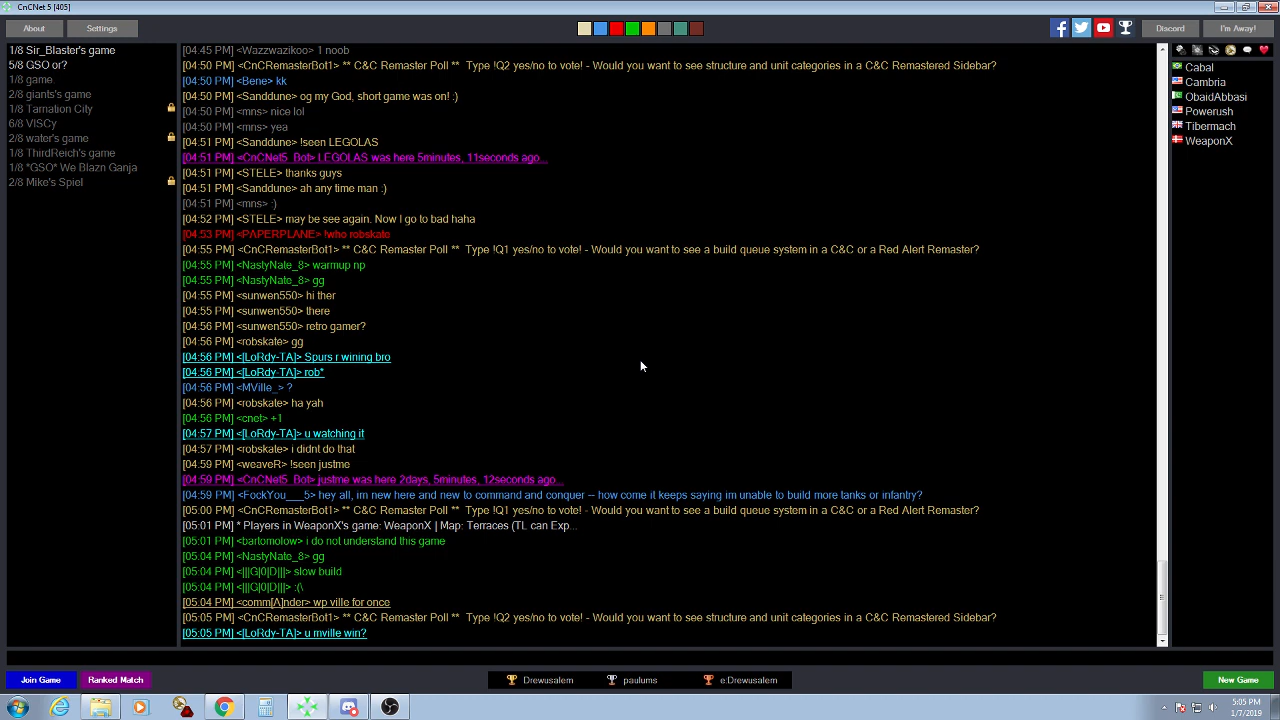 CnCNet 5 [405]
About
Settings
Discord
I'm Away!
1/8 Sir_Blaster's game
5/8 GSO or?
1/8 game.
2/8 giants's game
1/8 Tarnation City
6/8 VISCy
2/8 water's game
1/8 ThirdReich's game
1/8 *GSO* We Blazn Ganja
2/8 Mike's Spiel
[04:45 PM] <Wazzwazikoo> 1 noob
[04:50 PM] <CnCRemasterBot1> ** C&C Remaster Poll ** Type !Q2 yes/no to vote! - Would you want to see structure and unit categories in a C&C Remastered Sidebar?
[04:50 PM] <Bene> kk
[04:50 PM] <Sanddune> og my God, short game was on! :)
[04:50 PM] <mns> nice lol
[04:50 PM] <mns> yea
[04:51 PM] <Sanddune> !seen LEGOLAS
[04:51 PM] <CnCNet5_Bot> LEGOLAS was here 5minutes, 11seconds ago...
[04:51 PM] <STELE> thanks guys
[04:51 PM] <Sanddune> ah any time man :)
[04:51 PM] <mns> :)
[04:52 PM] <STELE> may be see again. Now I go to bad haha
[04:53 PM] <PAPERPLANE> !who robskate
[04:55 PM] <CnCRemasterBot1> ** C&C Remaster Poll ** Type !Q1 yes/no to vote! - Would you want to see a build queue system in a C&C or a Red Alert Remaster?
[04:55 PM] <NastyNate_8> warmup np
[04:55 PM] <NastyNate_8> gg
[04:55 PM] <sunwen550> hi ther
[04:55 PM] <sunwen550> there
[04:56 PM] <sunwen550> retro gamer?
[04:56 PM] <robskate> gg
[04:56 PM] <[LoRdy-TA]> Spurs r wining bro
[04:56 PM] <[LoRdy-TA]> rob*
[04:56 PM] <MVille_> ?
[04:56 PM] <robskate> ha yah
[04:56 PM] <cnet> +1
[04:57 PM] <[LoRdy-TA]> u watching it
[04:57 PM] <robskate> i didnt do that
[04:59 PM] <weaveR> !seen justme
[04:59 PM] <CnCNet5_Bot> justme was here 2days, 5minutes, 12seconds ago...
[04:59 PM] <FockYou___5> hey all, im new here and new to command and conquer -- how come it keeps saying im unable to build more tanks or infantry?
[05:00 PM] <CnCRemasterBot1> ** C&C Remaster Poll ** Type !Q1 yes/no to vote! - Would you want to see a build queue system in a C&C or a Red Alert Remaster?
[05:01 PM] * Players in WeaponX's game: WeaponX | Map: Terraces (TL can Exp...
[05:01 PM] <bartomolow> i do not understand this game
[05:04 PM] <NastyNate_8> gg
[05:04 PM] <|||G|0|D|||> slow build
[05:04 PM] <|||G|0|D|||> :(\
[05:04 PM] <comm[Λ]nder> wp ville for once
[05:05 PM] <CnCRemasterBot1> ** C&C Remaster Poll ** Type !Q2 yes/no to vote! - Would you want to see structure and unit categories in a C&C Remastered Sidebar?
[05:05 PM] <[LoRdy-TA]> u mville win?
Cabal
Cambria
ObaidAbbasi
Powerush
Tibermach
WeaponX
Join Game
Ranked Match
Drewusalem
paulums
e:Drewusalem
New Game
5:05 PM
1/7/2019